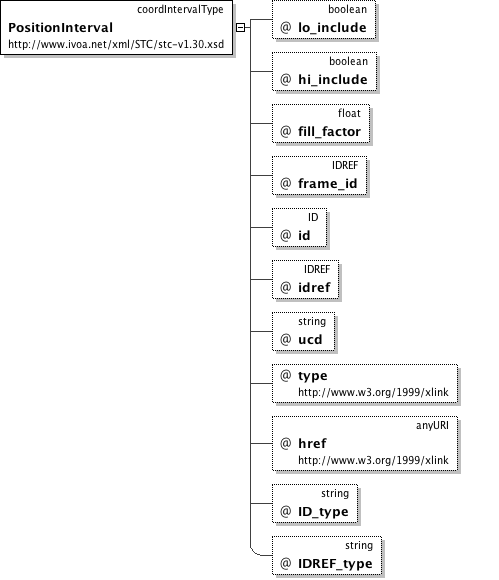 coordIntervalType
PositionInterval
http://www.ivoa.net/xml/STC/stc-v1.30.xsd
boolean
@ lo_include
boolean
@ hi_include
float
@ fill_factor
IDREF
@ frame_id
ID
@ id
IDREF
@ idref
string
@ ucd
@ type
http://www.w3.org/1999/xlink
anyURI
@ href
http://www.w3.org/1999/xlink
string
@ ID_type
string
@ IDREF_type